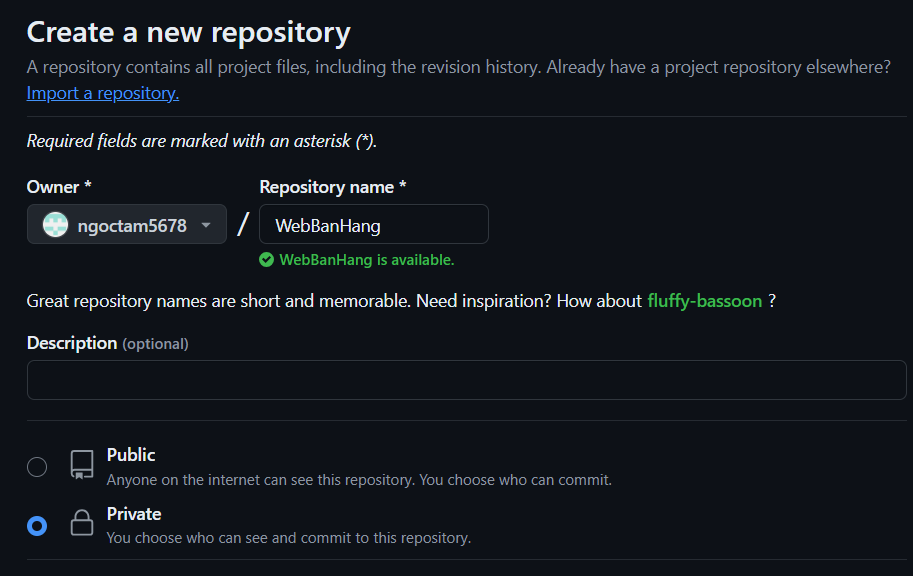 Create a new repository
A repository contains all project files, including the revision history. Already have a project repository elsewhere?
Import a repository.
Required fields are marked with an asterisk (*).
Owner *
Repository name *
ngoctam5678
/
WebBanHang
WebBanHang is available.
Great repository names are short and memorable. Need inspiration? How about fluffy-bassoon ?
Description (optional)
Public
Anyone on the internet can see this repository. You choose who can commit.
Private
You choose who can see and commit to this repository.